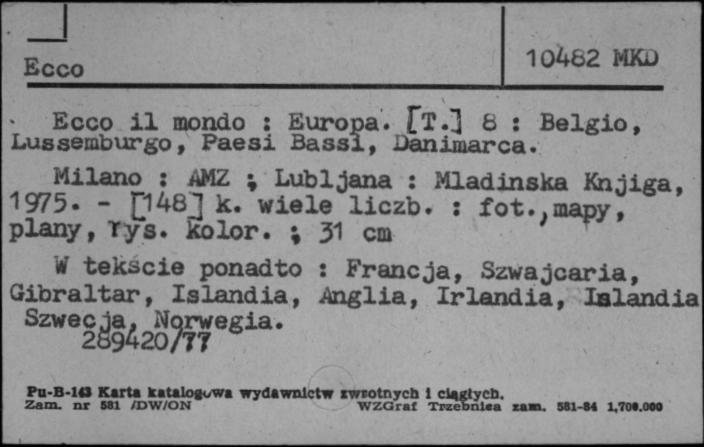 Ecco
10482 MKD
Ecco il mondo : Europa. [T.] 8 : Belgio,
Lussemburgo, Paesi Bassi, Danimarca.
Milano : AMZ ; Lubljana : Mladinska Knjiga,
1975. - [148] k. wiele liczb. : fot., mapy,
plany, rys. kolor. ; 31 cm
W tekście ponadto : Francja, Szwajcaria,
Gibraltar, Islandia, Anglia, Irlandia, Islandia
Szwecja, Norwegia.
289420/77
Pu-B-143 Karta katalogowa wydawnictw zwrotnych i ciągłych.
Zam. nr 581 /DW/ON WZGraf Trzebnica zam. 581-84 1,700.000